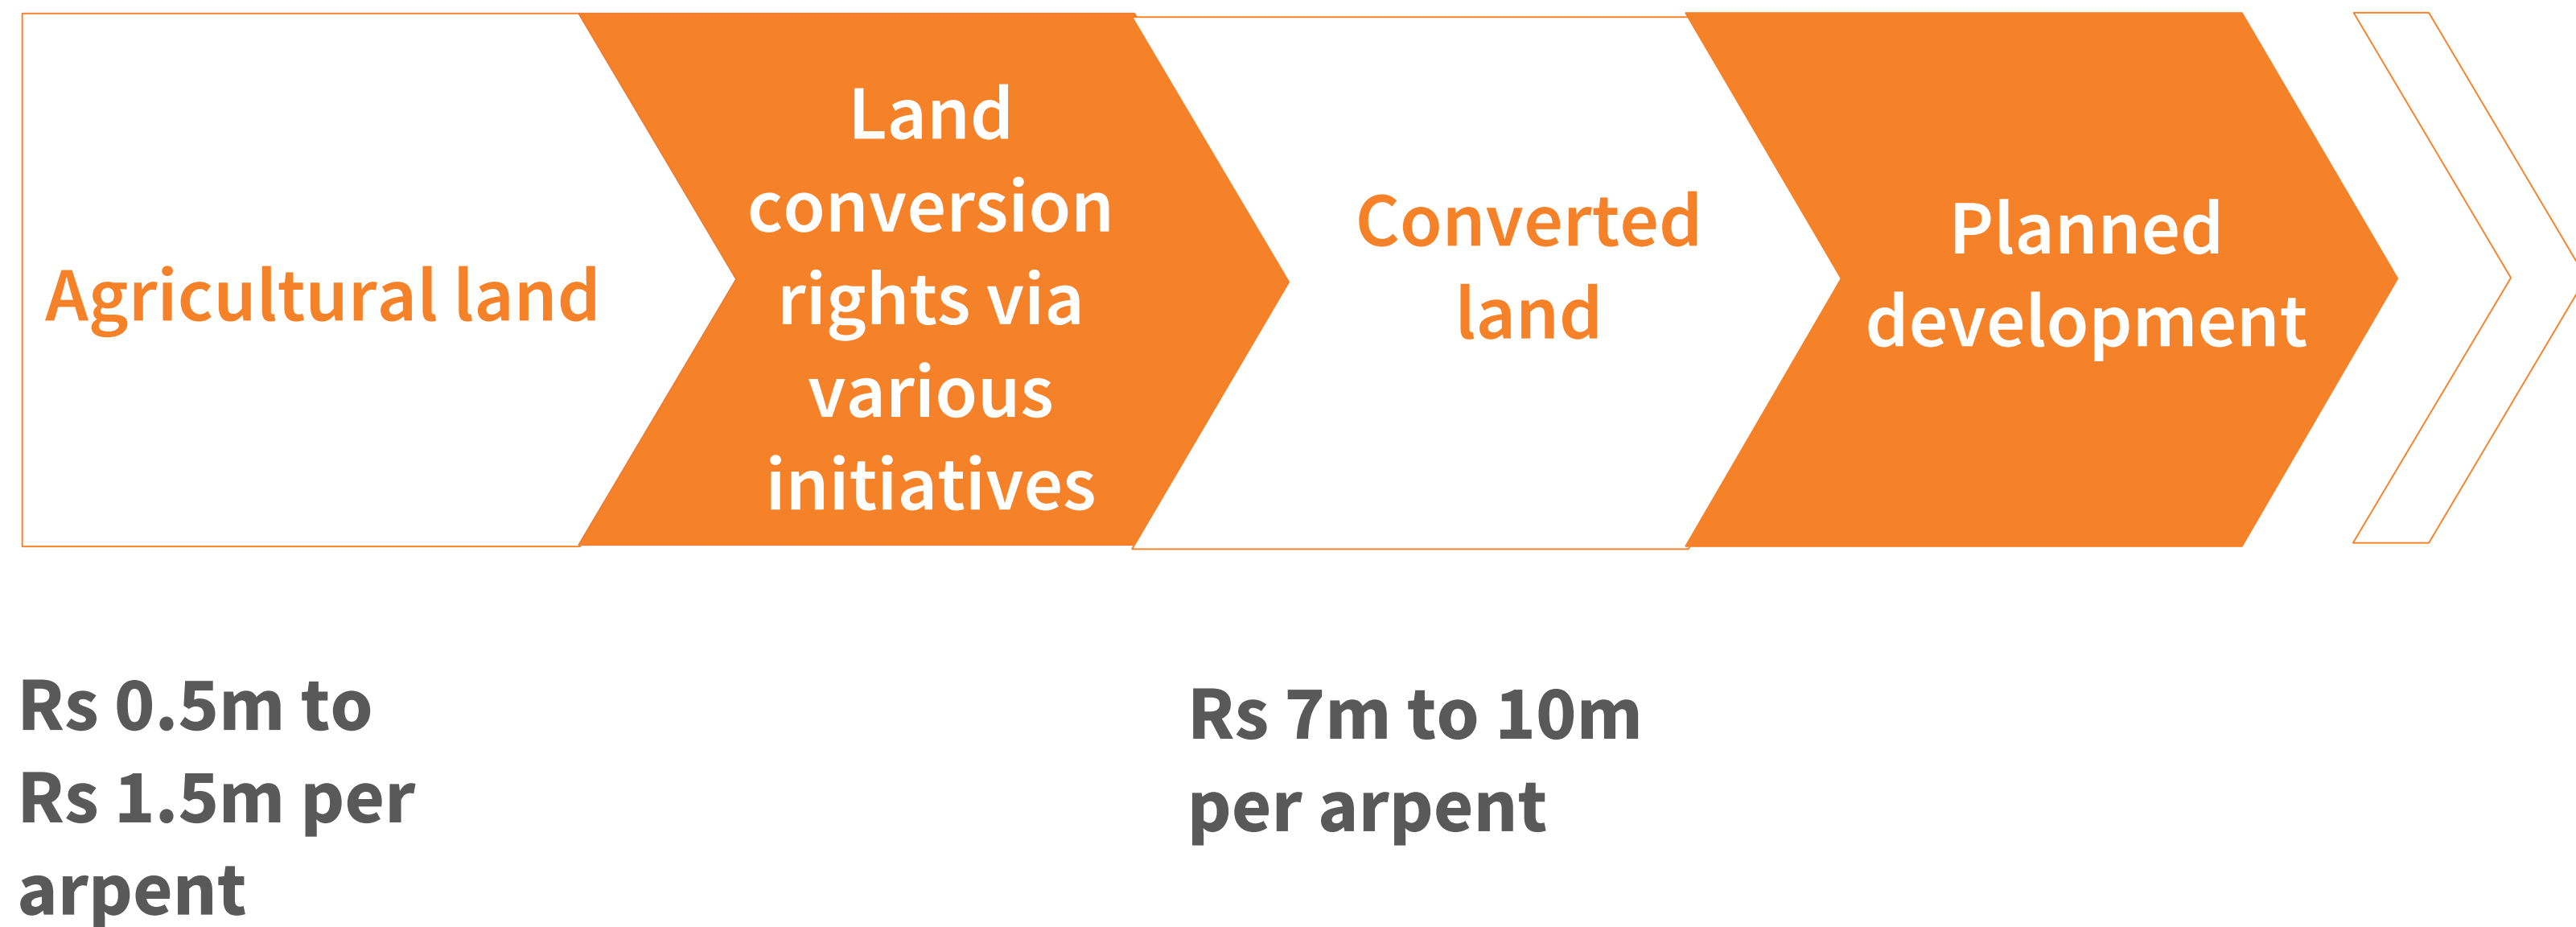 Agricultural land
Land
conversion
rights via
various
initiatives
Converted
land
Planned
development
Rs 0.5m to
Rs 1.5m per
arpent
Rs 7m to 10m
per arpent